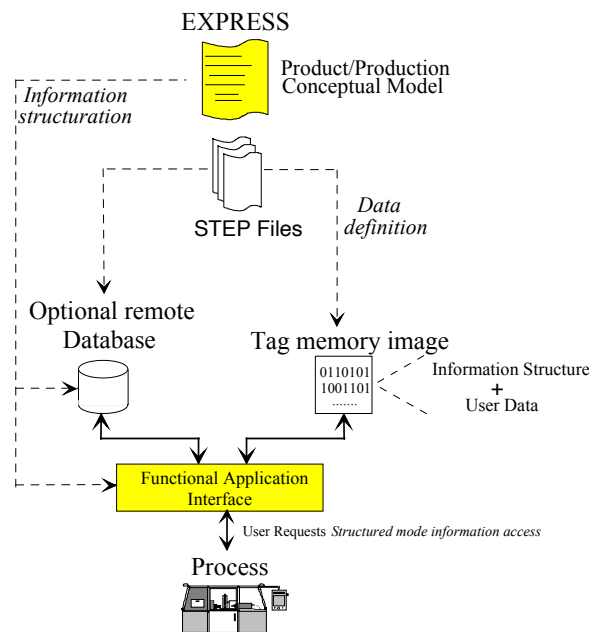 EXPRESS
Product/Production
Conceptual Model
Information
structuration
STEP Files
Data
definition
Optional remote
Database
Tag memory image
0110101
1001101
.......
Information Structure
+
User Data
Functional Application
Interface
User Requests Structured mode information access
Process